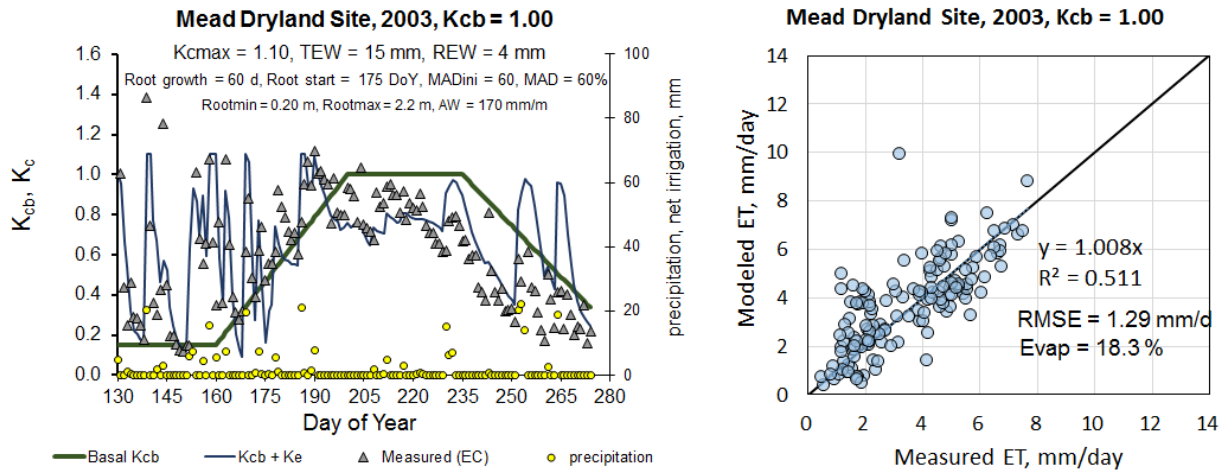 Mead Dryland Site, 2003, Kcb = 1.00
Kcmax = 1.10, TEW = 15 mm, REW = 4 mm
Root growth = 60 d, Root start = 175 DoY, MADini = 60, MAD = 60%
Rootmin = 0.20 m, Rootmax = 2.2 m, AW = 170 mm/m
1.6
1.4
1.2
1.0
0.8
0.6
0.4
0.2
0.0
Kcb, Kc
100
80
60
40
20
0
precipitation, net irrigation, mm
130 145 160 175 190 205 220 235 250 265 280
Day of Year
Basal Kcb Kcb + Ke Measured (EC) precipitation
Mead Dryland Site, 2003, Kcb = 1.00
14
12
10
8
6
4
2
0
Modeled ET, mm/day
y = 1.008x
R² = 0.511
RMSE = 1.29 mm/d
Evap = 18.3 %
0 2 4 6 8 10 12 14
Measured ET, mm/day